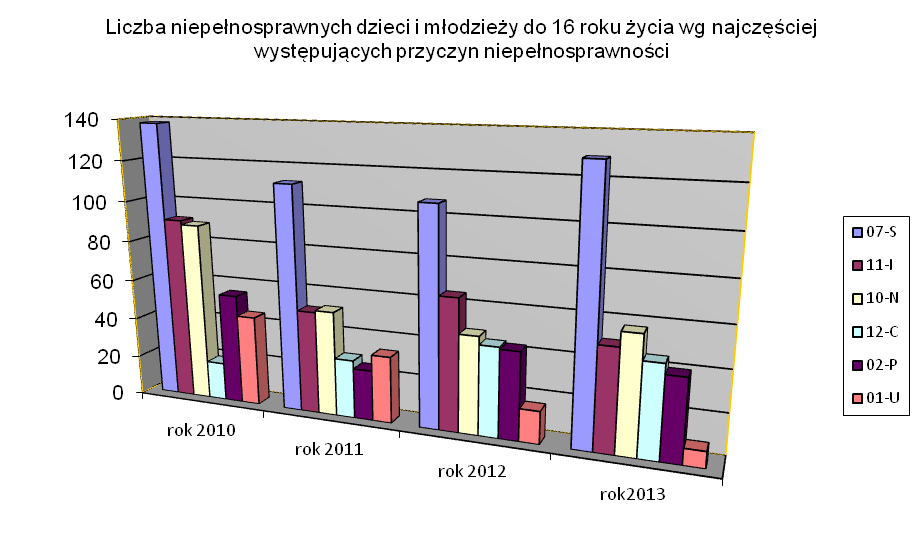 Liczba niepełnosprawnych dzieci i młodzieży do 16 roku życia wg najczęściej
występujących przyczyn niepełnosprawności
140
120
100
80
60
40
20
0
rok 2010
rok 2011
rok 2012
rok2013
07-S
11-I
10-N
12-C
02-P
01-U